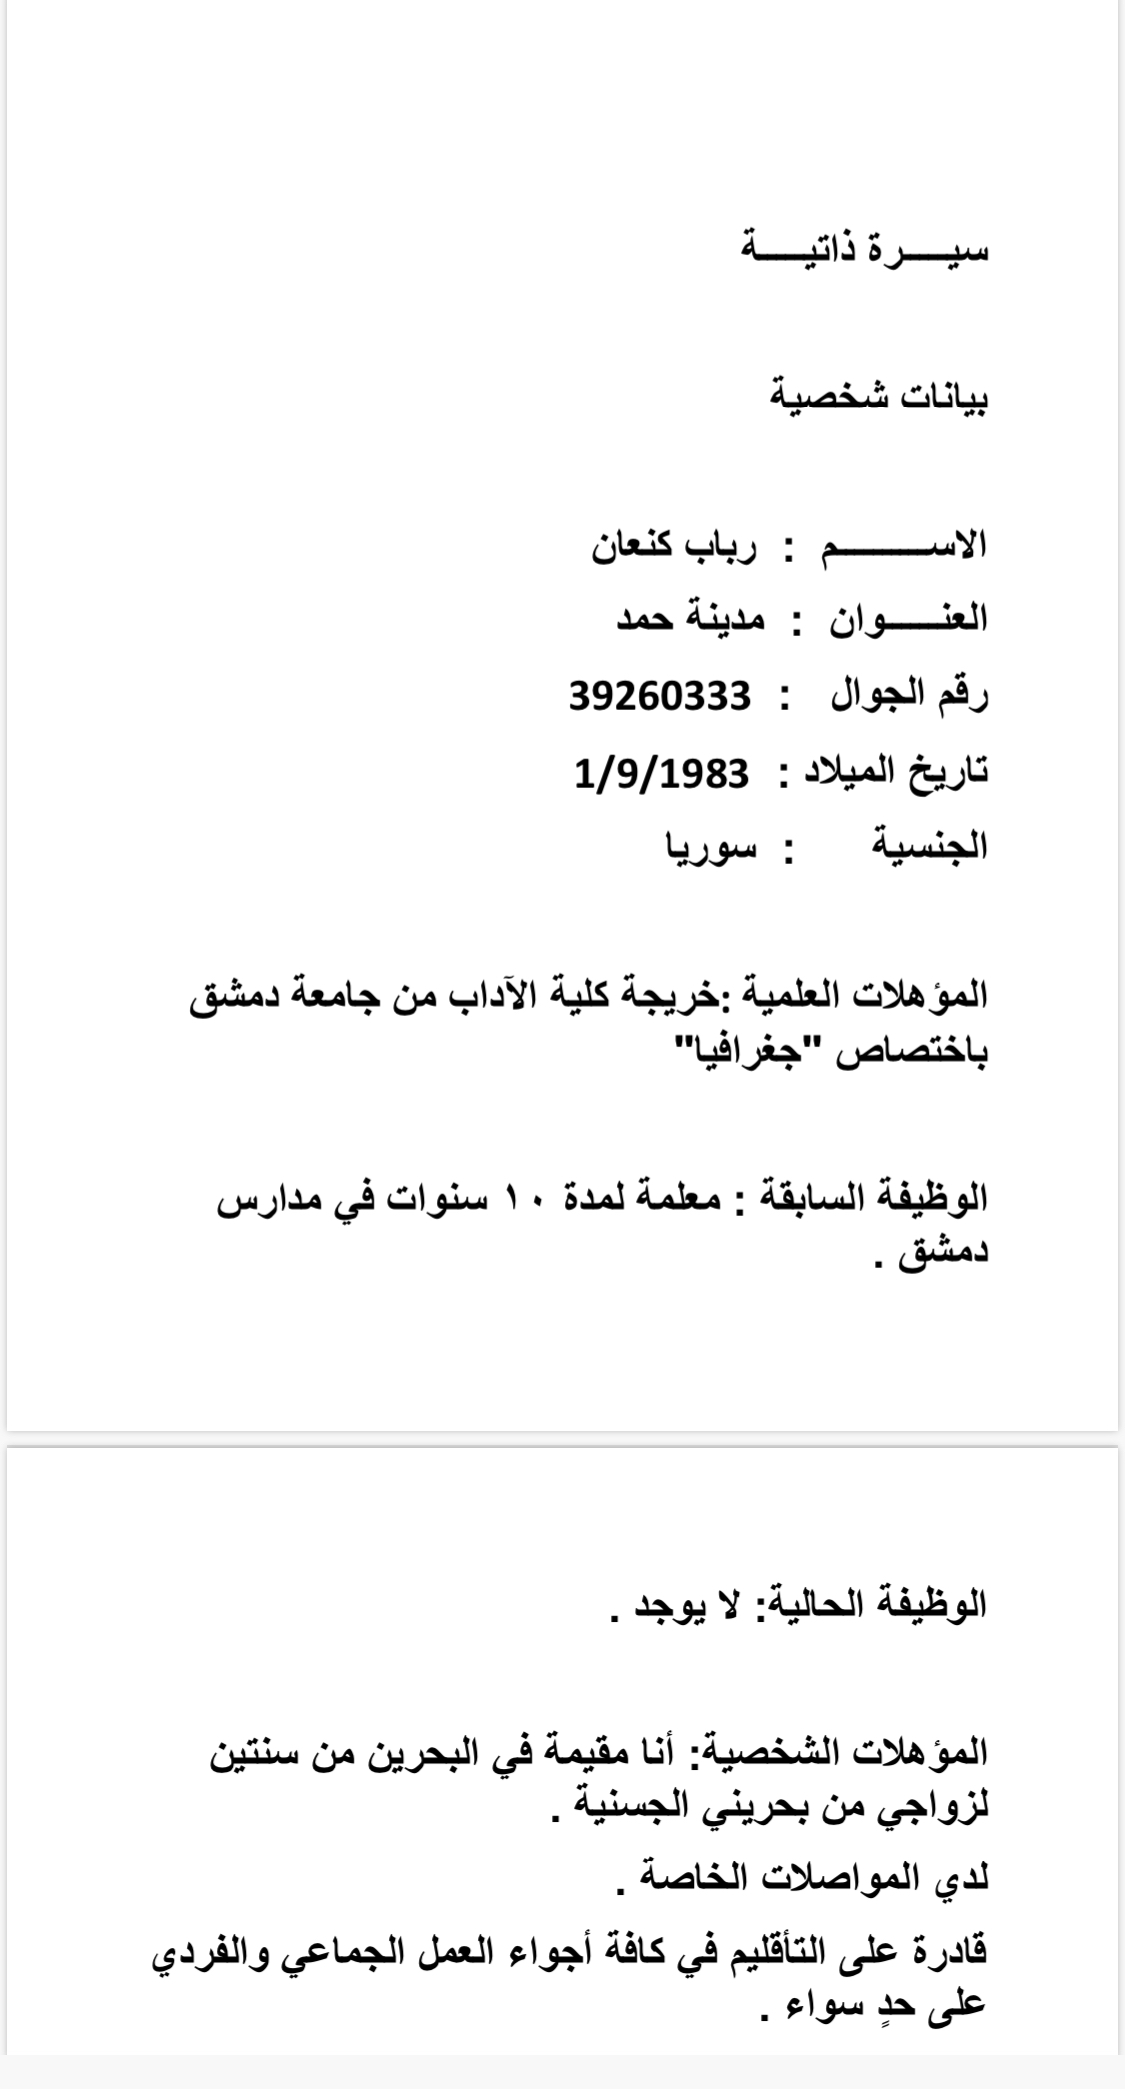 سيـــرة ذاتيـــة
بيانات شخصية
الاســـــم : رباب كنعان
العنـــوان : مدينة حمد
رقم الجوال : 39260333
تاريخ الميلاد : 1/9/1983
الجنسية : سوريا
المؤهلات العلمية :خريجة كلية الآداب من جامعة دمشق
باختصاص "جغرافيا"
الوظيفة السابقة : معلمة لمدة ١٠ سنوات في مدارس
دمشق .
الوظيفة الحالية: لا يوجد .
المؤهلات الشخصية: أنا مقيمة في البحرين من سنتين
لزواجي من بحريني الجسنية .
لدي المواصلات الخاصة .
قادرة على التأقليم في كافة أجواء العمل الجماعي والفردي
على حدٍ سواء .